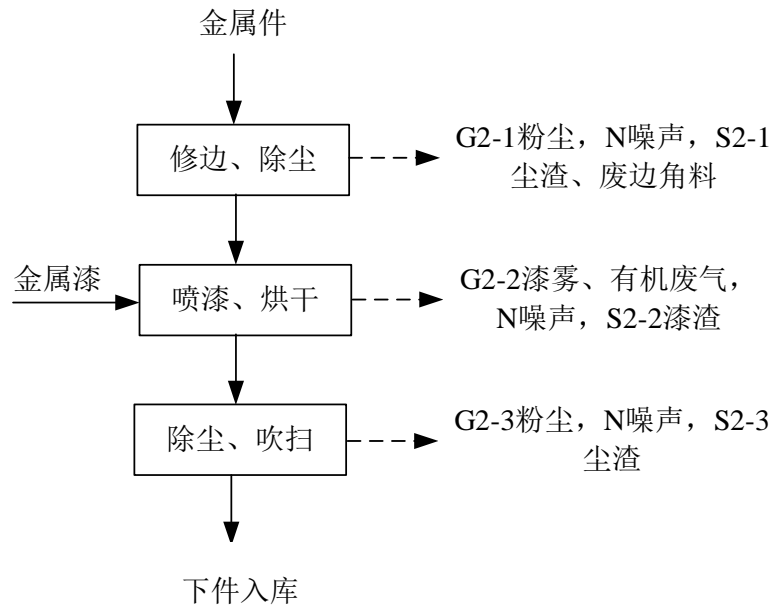 金属件
修边、除尘
G2-1粉尘，N噪声，S2-1
尘渣、废边角料
金属漆
喷漆、烘干
G2-2漆雾、有机废气，
N噪声，S2-2漆渣
除尘、吹扫
G2-3粉尘，N噪声，S2-3
尘渣
下件入库